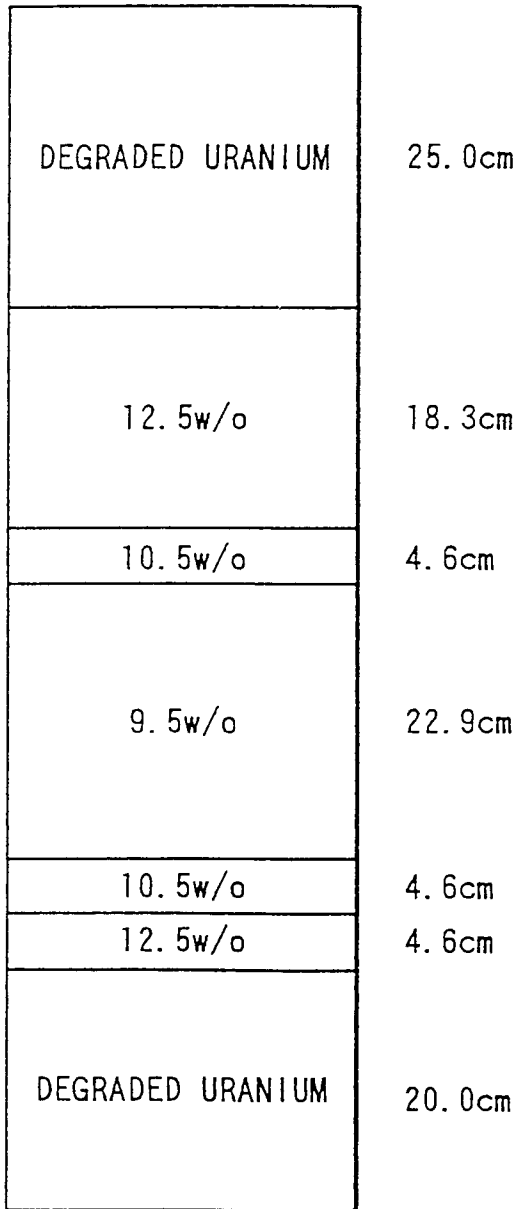 DEGRADED URANIUM 25.0cm
12.5w/o 18.3cm
10.5w/o 4.6cm
9.5w/o 22.9cm
10.5w/o 4.6cm
12.5w/o 4.6cm
DEGRADED URANIUM 20.0cm